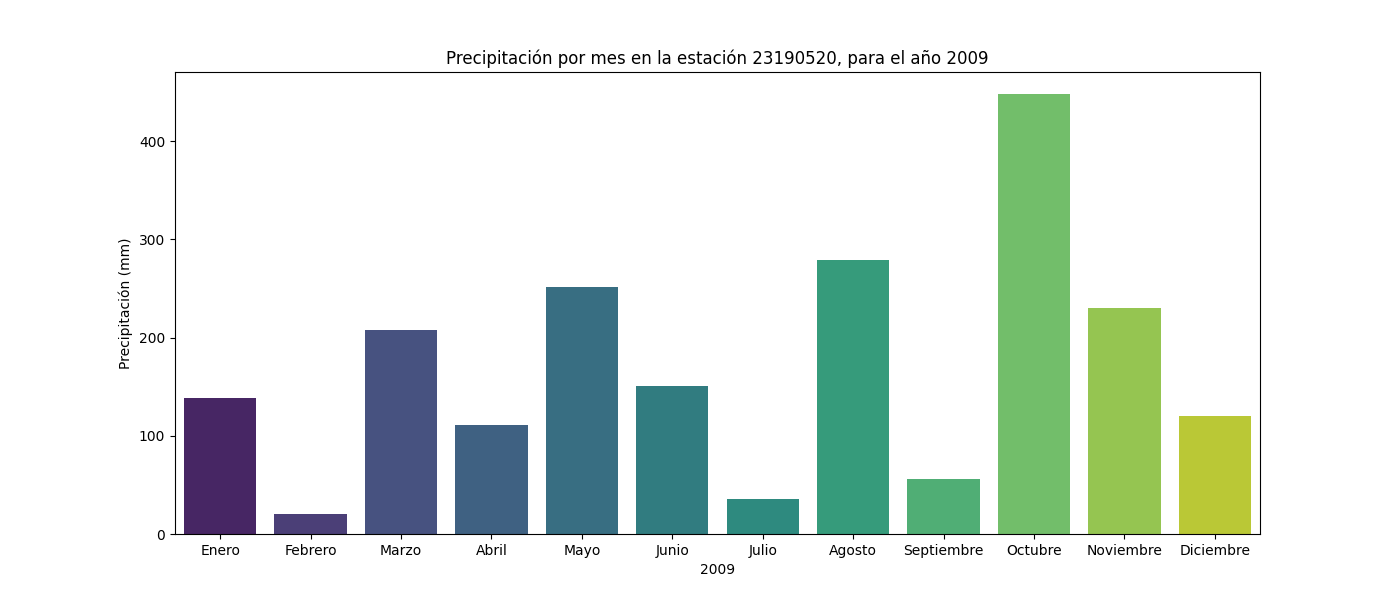 Precipitación por mes en la estación 23190520, para el año 2009
Precipitación (mm)
400
300
200
100
0
Enero Febrero Marzo Abril Mayo Junio Julio Agosto Septiembre Octubre Noviembre Diciembre
2009